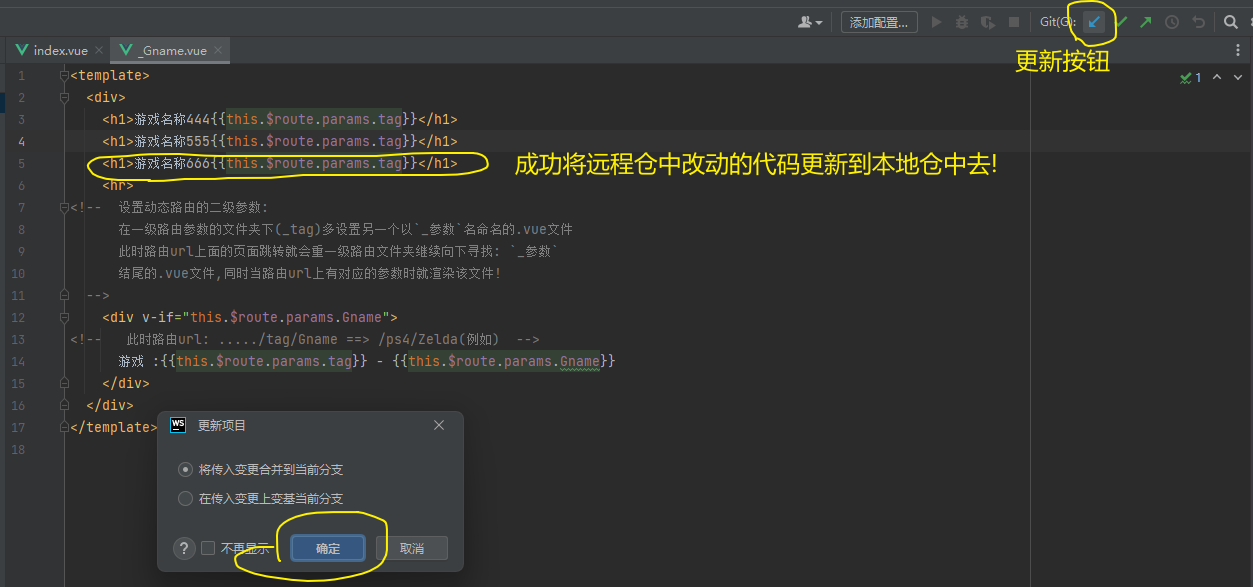 添加配置...
Git(G):
index.vue
_Gname.vue
更新按钮
1
1 <template>
2 <div>
3 <h1>游戏名称444{{this.$route.params.tag}}</h1>
4 <h1>游戏名称555{{this.$route.params.tag}}</h1>
5 <h1>游戏名称666{{this.$route.params.tag}}</h1>
成功将远程仓中改动的代码更新到本地仓中去!
6 <hr>
7 <!-- 设置动态路由的二级参数:
8 在一级路由参数的文件夹下(_tag)多设置另一个以`_参数`名命名的.vue文件
9 此时路由url上面的页面跳转就会重一级路由文件夹继续向下寻找: `_参数`
10 结尾的.vue文件,同时当路由url上有对应的参数时就渲染该文件!
11 -->
12 <div v-if="this.$route.params.Gname">
13 <!-- 此时路由url: ...../tag/Gname ==> /ps4/Zelda(例如) -->
14 游戏 :{{this.$route.params.tag}} - {{this.$route.params.Gname}}
15 </div>
16 </div>
17 </template>
18
WS 更新项目
将传入变更合并到当前分支
在传入变更上变基当前分支
? 不再显示 确定 取消